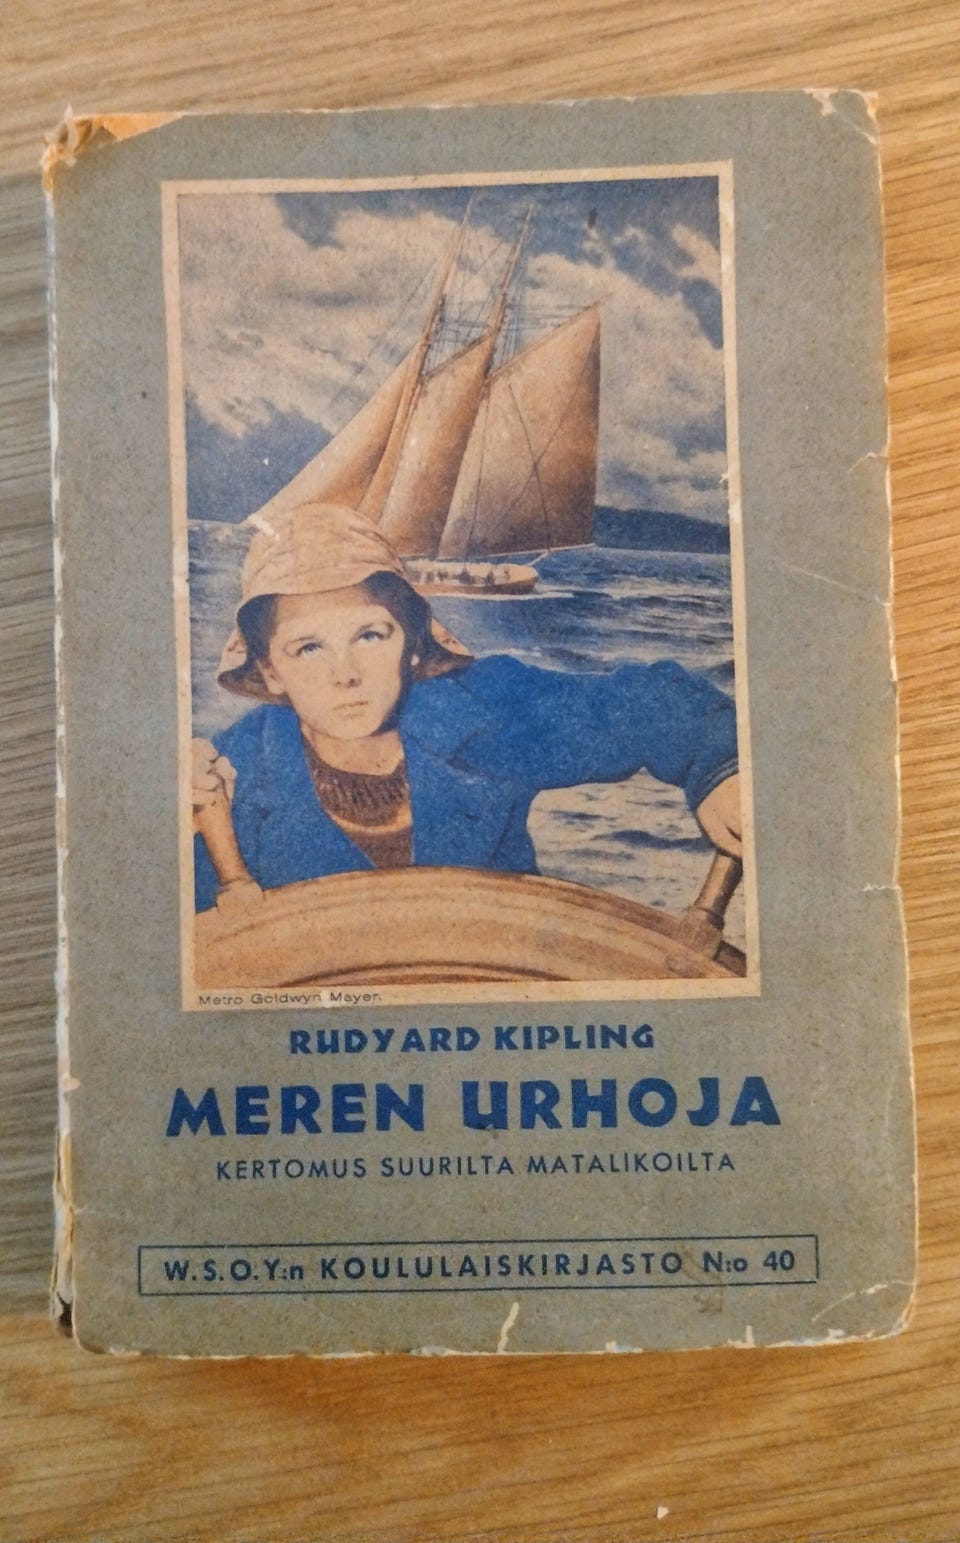 Metro Goldwyn Mayer.
RUDYARD KIPLING
MEREN URHOJA
KERTOMUS SUURILTA MATALIKOILTA
W.S.O.Y:n KOULULAISKIRJASTO N:o 40